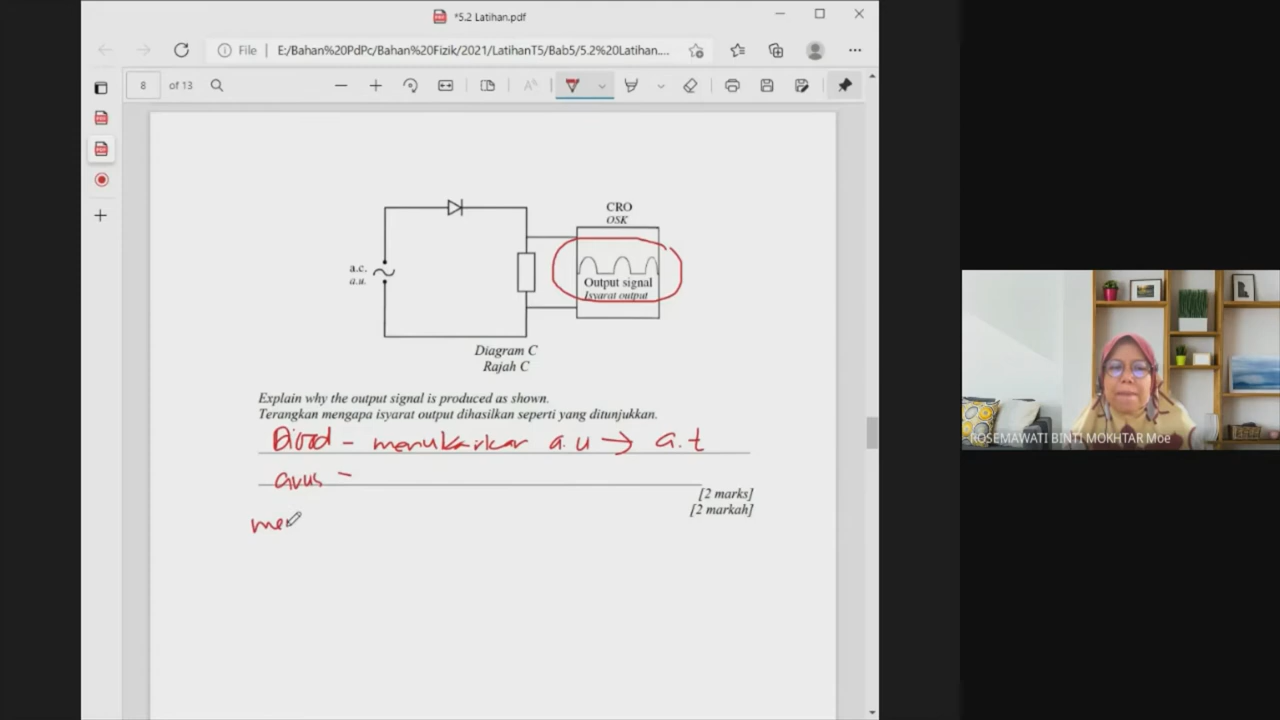 *5.2 Latihan.pdf
File E:/Bahan%20PdPc/Bahan%20Fizik/2021/LatihanT5/Bab5/5.2%20Latihan....
8 of 13
CRO
OSK
a.c.
a.u.
Output signal
Isyarat output
Diagram C
Rajah C
Explain why the output signal is produced as shown.
Terangkan mengapa isyarat output dihasilkan seperti yang ditunjukkan.
Diod - menukarkan a.u → a.t
arus -
[2 marks]
[2 markah]
me
ROSEMAWATI BINTI MOKHTAR Moe